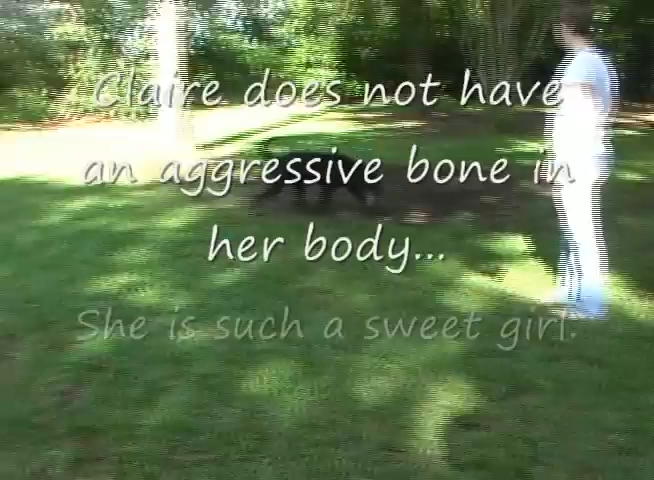 Claire does not have
an aggressive bone in
her body...
She is such a sweet girl.